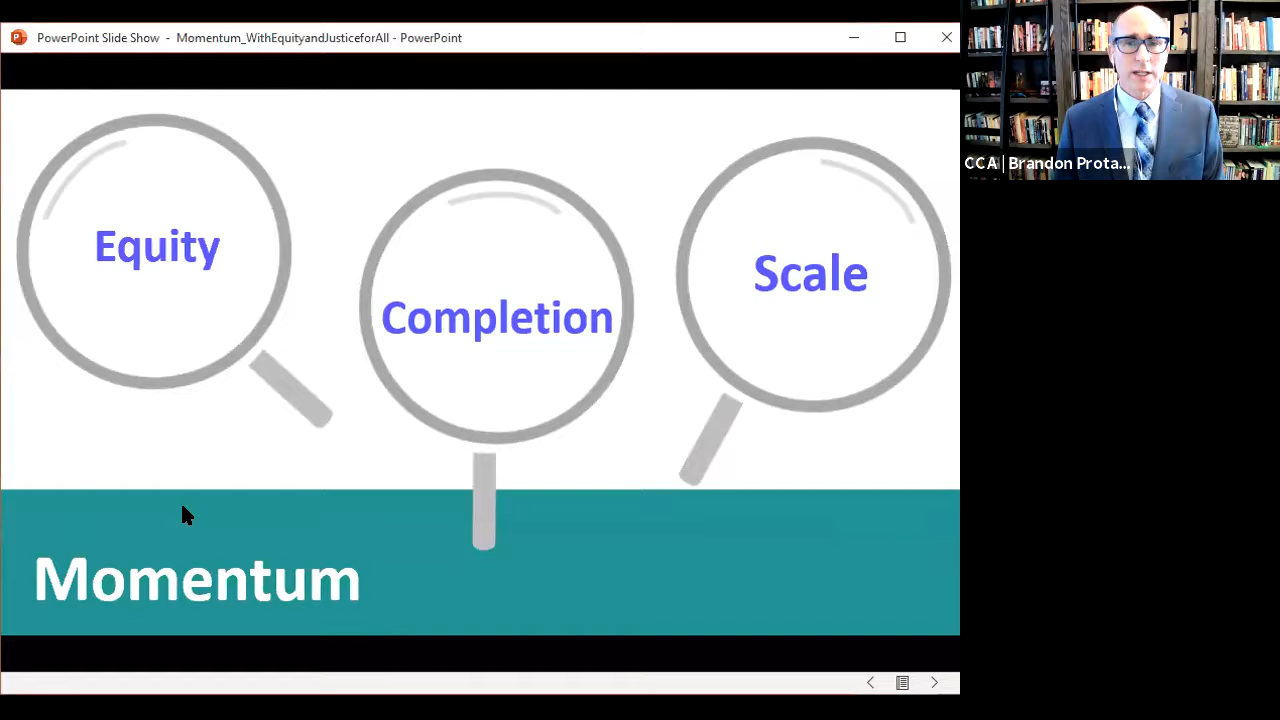 PowerPoint Slide Show - Momentum_WithEquityandJusticeforAll - PowerPoint
CCA | Brandon Prota...
Equity
Completion
Scale
Momentum